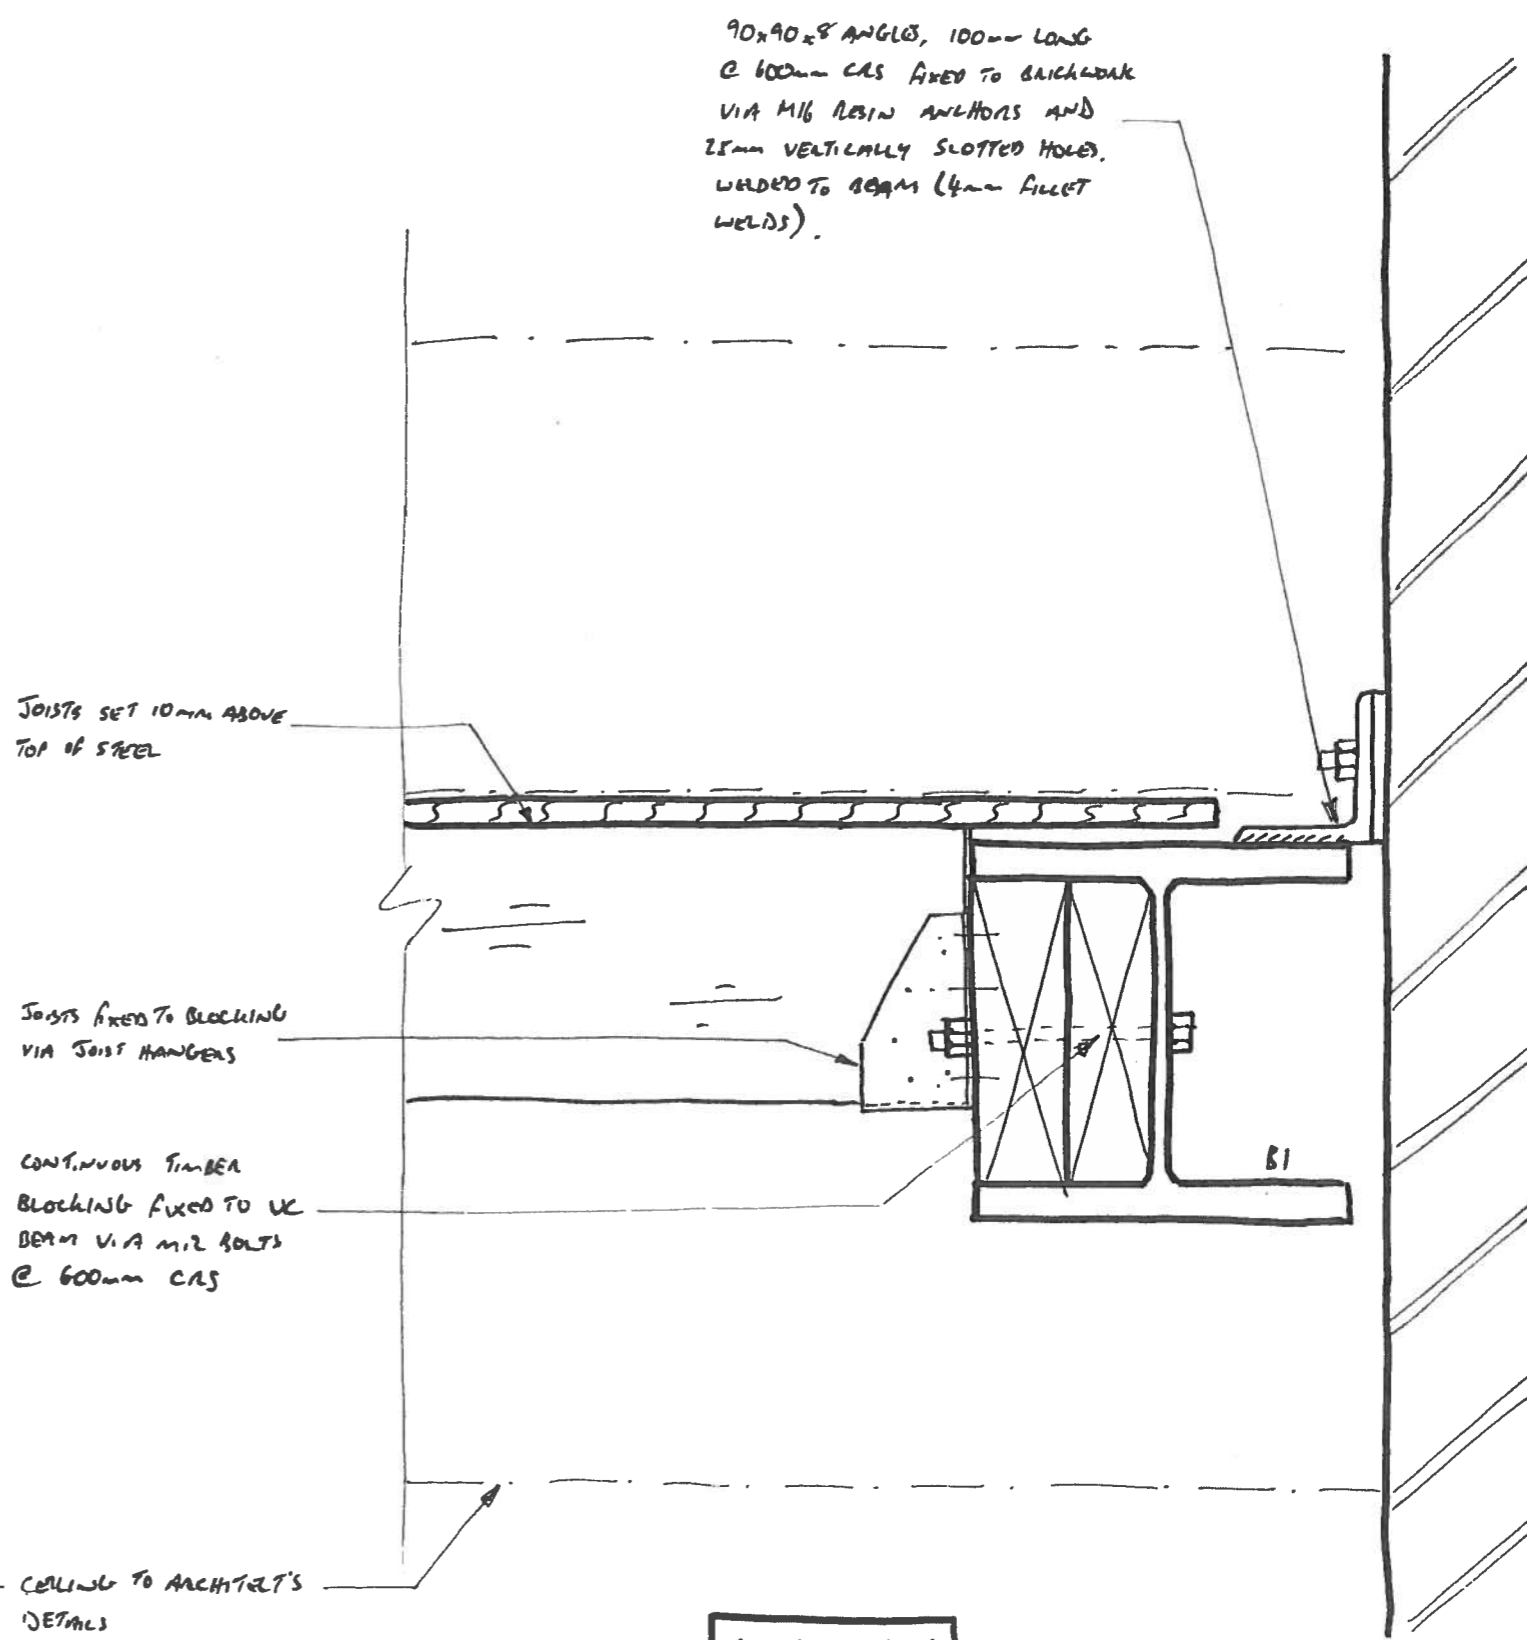 90x90x8 ANGLES, 100mm LONG
@ 600mm CRS FIXED TO BRICKWORK
VIA M16 RESIN ANCHORS AND
25mm VERTICALLY SLOTTED HOLES.
WELDED TO BEAM (4mm FILLET
WELDS).
JOISTS SET 10mm ABOVE
TOP OF STEEL
JOISTS FIXED TO BLOCKING
VIA JOIST HANGERS
CONTINUOUS TIMBER
BLOCKING FIXED TO UC
BEAM VIA M12 BOLTS
@ 600mm CRS
B1
CEILING TO ARCHITECT'S
DETAILS